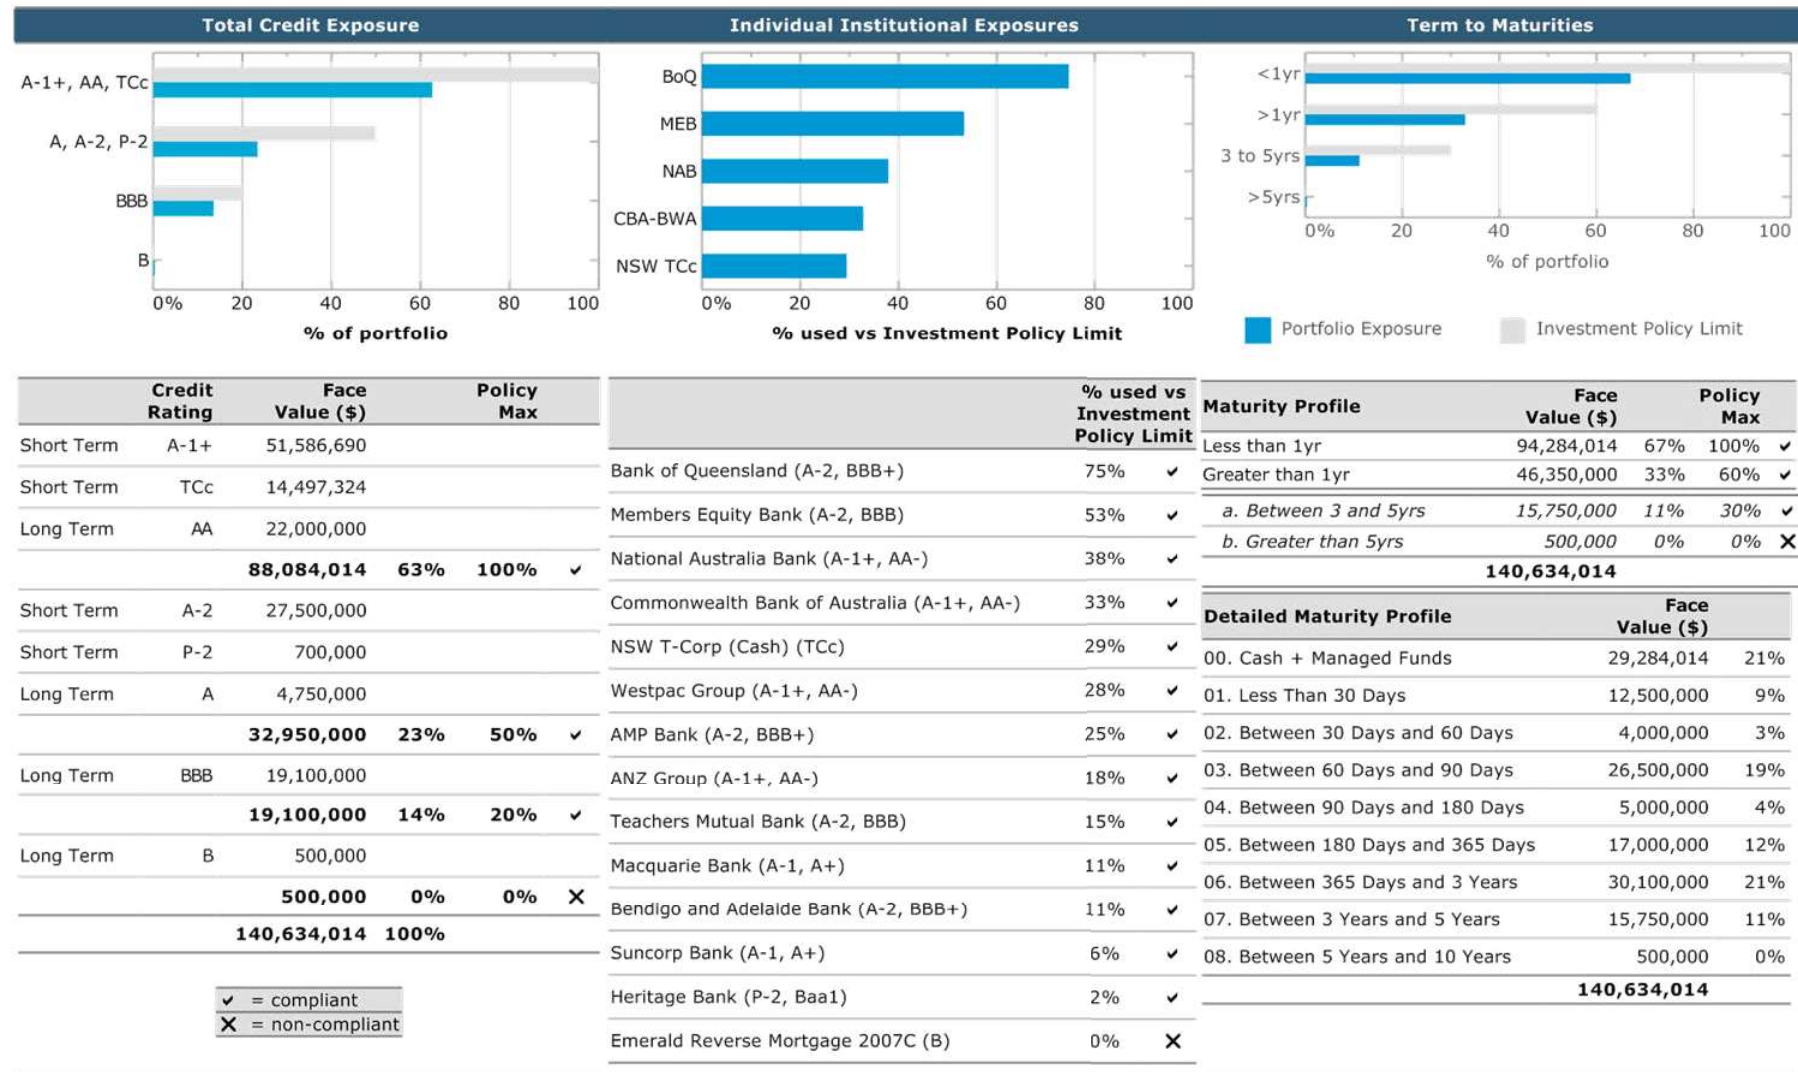 Total Credit Exposure
A-1+, AA, TCc
A, A-2, P-2
BBB
B
0% 20 40 60 80 100
% of portfolio
Individual Institutional Exposures
BoQ
MEB
NAB
CBA-BWA
NSW TCc
0% 20 40 60 80 100
% used vs Investment Policy Limit
Term to Maturities
<1yr
>1yr
3 to 5yrs
>5yrs
0% 20 40 60 80 100
% of portfolio
Portfolio Exposure Investment Policy Limit
Credit Face Policy
Rating Value ($) Max
Short Term A-1+ 51,586,690
Short Term TCc 14,497,324
Long Term AA 22,000,000
88,084,014 63% 100% ✔
Short Term A-2 27,500,000
Short Term P-2 700,000
Long Term A 4,750,000
32,950,000 23% 50% ✔
Long Term BBB 19,100,000
19,100,000 14% 20% ✔
Long Term B 500,000
500,000 0% 0% ✕
140,634,014 100%
✔ = compliant
✕ = non-compliant
% used vs
Investment
Policy Limit
Bank of Queensland (A-2, BBB+) 75% ✔
Members Equity Bank (A-2, BBB) 53% ✔
National Australia Bank (A-1+, AA-) 38% ✔
Commonwealth Bank of Australia (A-1+, AA-) 33% ✔
NSW T-Corp (Cash) (TCc) 29% ✔
Westpac Group (A-1+, AA-) 28% ✔
AMP Bank (A-2, BBB+) 25% ✔
ANZ Group (A-1+, AA-) 18% ✔
Teachers Mutual Bank (A-2, BBB) 15% ✔
Macquarie Bank (A-1, A+) 11% ✔
Bendigo and Adelaide Bank (A-2, BBB+) 11% ✔
Suncorp Bank (A-1, A+) 6% ✔
Heritage Bank (P-2, Baa1) 2% ✔
Emerald Reverse Mortgage 2007C (B) 0% ✕
Face Policy
Maturity Profile Value ($) Max
Less than 1yr 94,284,014 67% 100% ✔
Greater than 1yr 46,350,000 33% 60% ✔
a. Between 3 and 5yrs 15,750,000 11% 30% ✔
b. Greater than 5yrs 500,000 0% 0% ✕
140,634,014
Face
Detailed Maturity Profile Value ($)
00. Cash + Managed Funds 29,284,014 21%
01. Less Than 30 Days 12,500,000 9%
02. Between 30 Days and 60 Days 4,000,000 3%
03. Between 60 Days and 90 Days 26,500,000 19%
04. Between 90 Days and 180 Days 5,000,000 4%
05. Between 180 Days and 365 Days 17,000,000 12%
06. Between 365 Days and 3 Years 30,100,000 21%
07. Between 3 Years and 5 Years 15,750,000 11%
08. Between 5 Years and 10 Years 500,000 0%
140,634,014